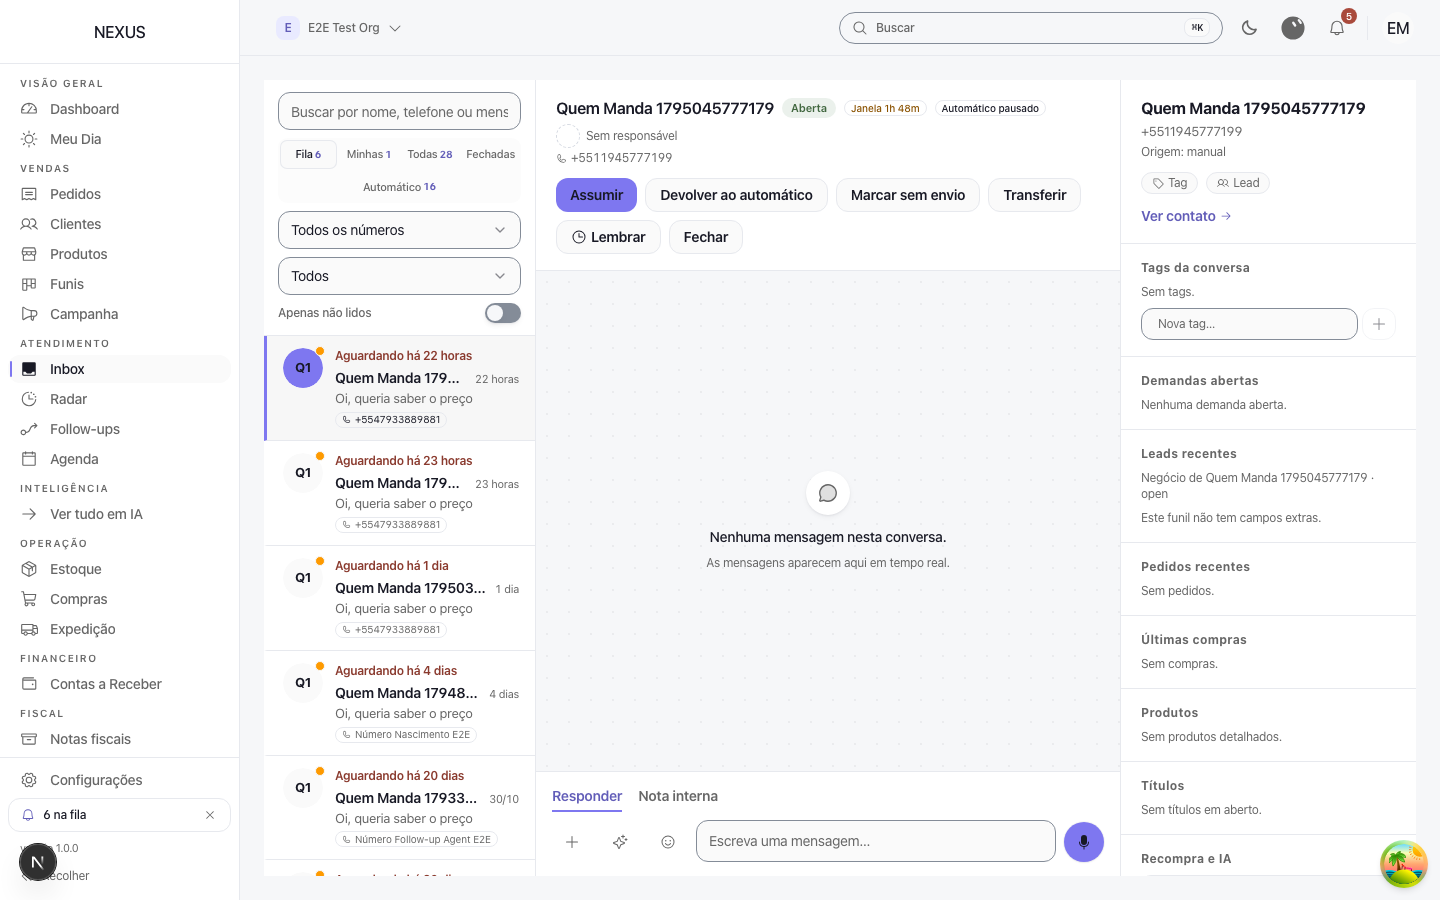 NEXUS
VISÃO GERAL
Dashboard
Meu Dia
VENDAS
Pedidos
Clientes
Produtos
Funis
Campanha
ATENDIMENTO
Inbox
Radar
Follow-ups
Agenda
INTELIGÊNCIA
Ver tudo em IA
OPERAÇÃO
Estoque
Compras
Expedição
FINANCEIRO
Contas a Receber
FISCAL
Notas fiscais
Configurações
6 na fila
1.0.0
N
E E2E Test Org
Buscar
⌘K
5
EM
Buscar por nome, telefone ou mens
Fila 6
Minhas 1
Todas 28
Fechadas
Automático 16
Todos os números
Todos
Apenas não lidos
Q1
Aguardando há 22 horas
Quem Manda 179... 22 horas
Oi, queria saber o preço
+5547933889881
Q1
Aguardando há 23 horas
Quem Manda 179... 23 horas
Oi, queria saber o preço
+5547933889881
Q1
Aguardando há 1 dia
Quem Manda 179503... 1 dia
Oi, queria saber o preço
+5547933889881
Q1
Aguardando há 4 dias
Quem Manda 17948... 4 dias
Oi, queria saber o preço
Número Nascimento E2E
Q1
Aguardando há 20 dias
Quem Manda 17933... 30/10
Oi, queria saber o preço
Número Follow-up Agent E2E
Quem Manda 1795045777179
Aberta
Janela 1h 48m
Automático pausado
Sem responsável
+5511945777199
Assumir
Devolver ao automático
Marcar sem envio
Transferir
Lembrar
Fechar
Nenhuma mensagem nesta conversa.
As mensagens aparecem aqui em tempo real.
Responder
Nota interna
Escreva uma mensagem...
Quem Manda 1795045777179
+5511945777199
Origem: manual
Tag
Lead
Ver contato →
Tags da conversa
Sem tags.
Nova tag...
Demandas abertas
Nenhuma demanda aberta.
Leads recentes
Negócio de Quem Manda 1795045777179 ·
open
Este funil não tem campos extras.
Pedidos recentes
Sem pedidos.
Últimas compras
Sem compras.
Produtos
Sem produtos detalhados.
Títulos
Sem títulos em aberto.
Recompra e IA